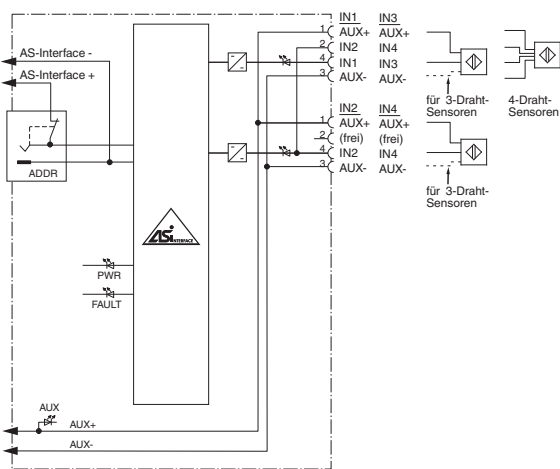 IN1 IN3
1 AUX+ AUX+
2 IN2 IN4
4 IN1 IN3
3 AUX- AUX-
AS-Interface -
AS-Interface +
für 3-Draht-
Sensoren
4-Draht-
Sensoren
IN2 IN4
1 AUX+ AUX+
2 (frei) (frei)
4 IN2 IN4
3 AUX- AUX-
für 3-Draht-
Sensoren
ADDR
ASi INTERFACE
PWR
FAULT
AUX
AUX+
AUX-